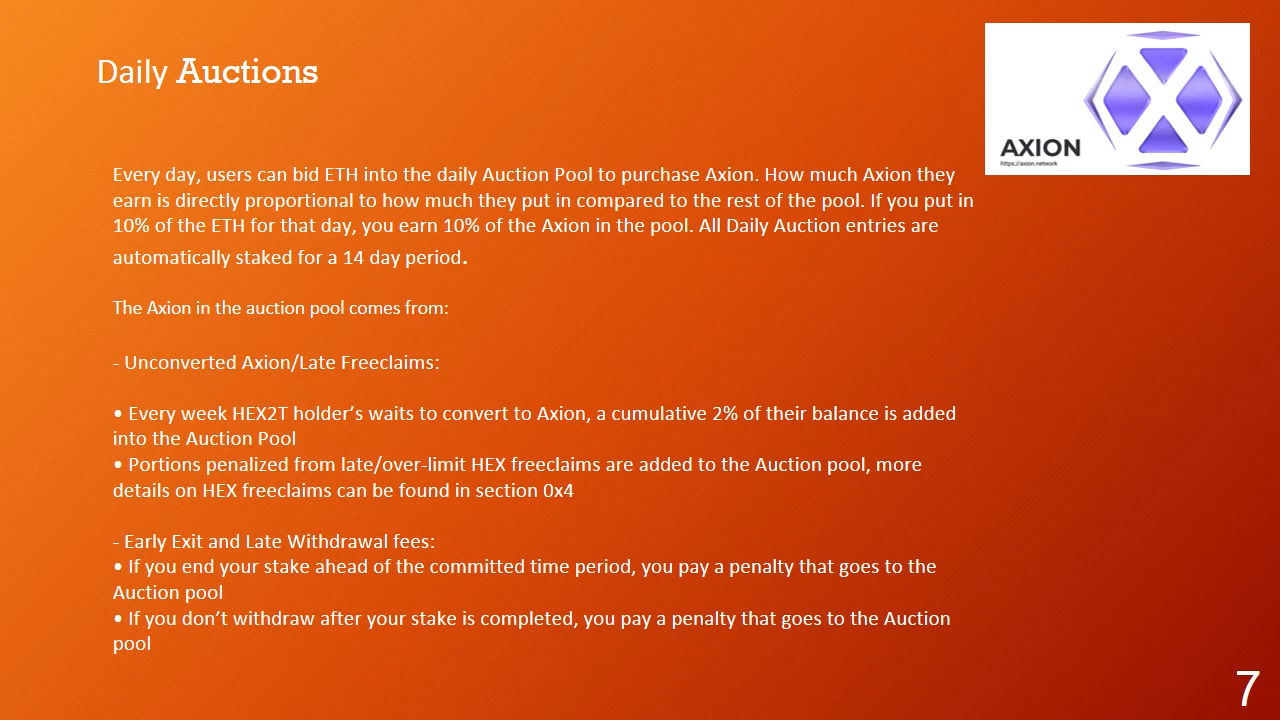 Daily Auctions
AXION
https://axion.network
Every day, users can bid ETH into the daily Auction Pool to purchase Axion. How much Axion they
earn is directly proportional to how much they put in compared to the rest of the pool. If you put in
10% of the ETH for that day, you earn 10% of the Axion in the pool. All Daily Auction entries are
automatically staked for a 14 day period.
The Axion in the auction pool comes from:
- Unconverted Axion/Late Freeclaims:
• Every week HEX2T holder’s waits to convert to Axion, a cumulative 2% of their balance is added
into the Auction Pool
• Portions penalized from late/over-limit HEX freeclaims are added to the Auction pool, more
details on HEX freeclaims can be found in section 0x4
- Early Exit and Late Withdrawal fees:
• If you end your stake ahead of the committed time period, you pay a penalty that goes to the
Auction pool
• If you don’t withdraw after your stake is completed, you pay a penalty that goes to the Auction
pool
7